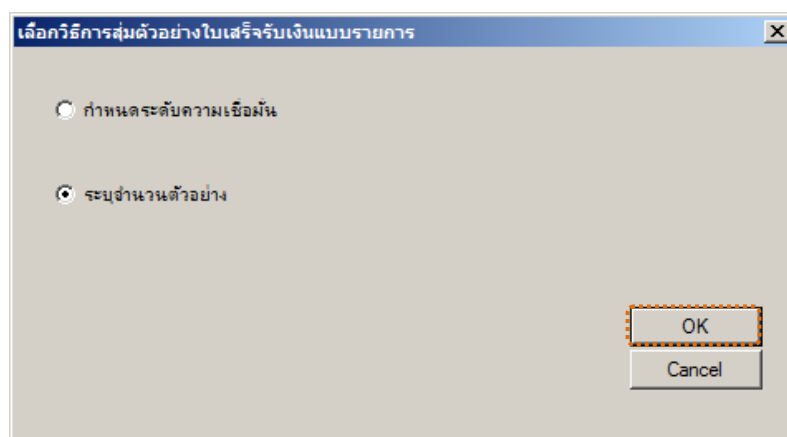 เลือกวิธีการสุ่มตัวอย่างใบเสร็จรับเงินแบบรายการ
กำหนดระดับความเชื่อมั่น
ระบุจำนวนตัวอย่าง
OK
Cancel